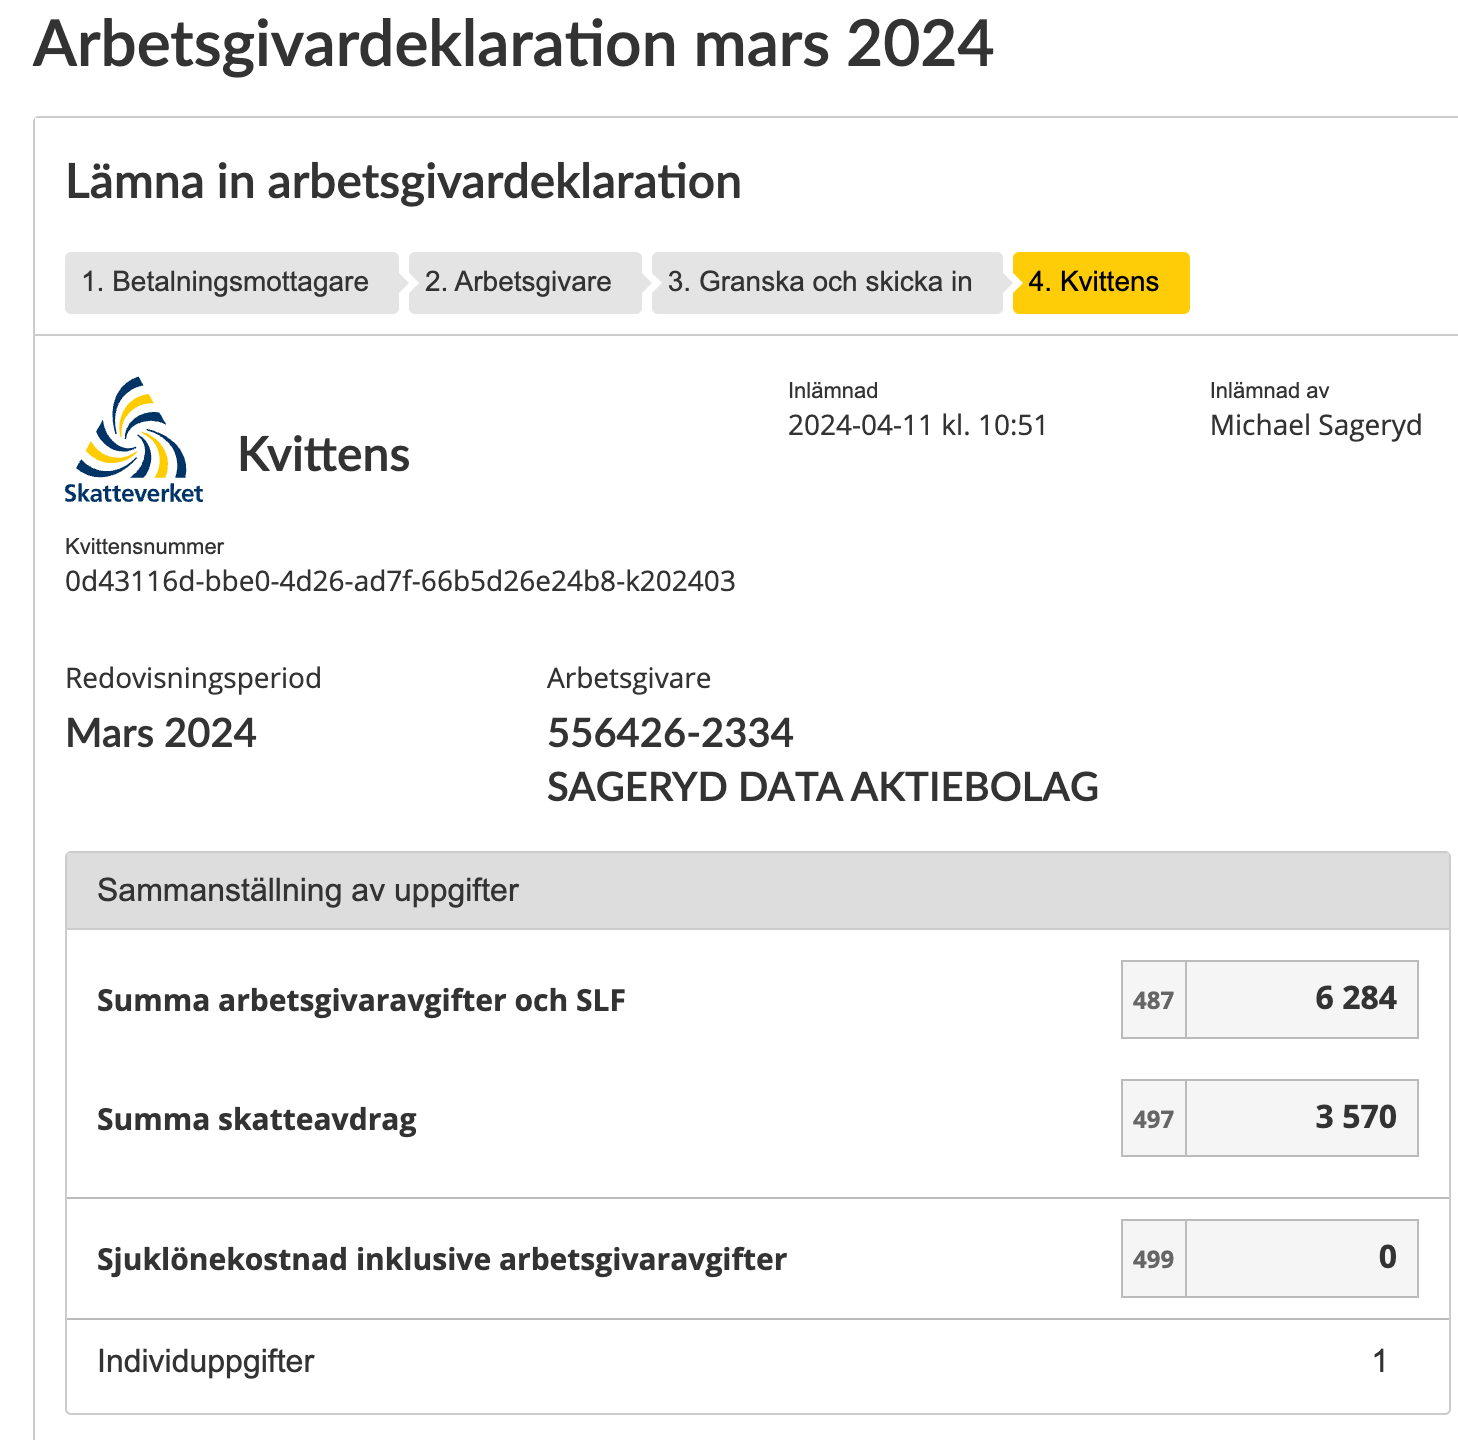 Arbetsgivardeklaration mars 2024
Lämna in arbetsgivardeklaration
1. Betalningsmottagare 2. Arbetsgivare 3. Granska och skicka in 4. Kvittens
Skatteverket
Kvittens
Inlämnad
2024-04-11 kl. 10:51
Inlämnad av
Michael Sageryd
Kvittensnummer
0d43116d-bbe0-4d26-ad7f-66b5d26e24b8-k202403
Redovisningsperiod
Mars 2024
Arbetsgivare
556426-2334
SAGERYD DATA AKTIEBOLAG
Sammanställning av uppgifter
Summa arbetsgivaravgifter och SLF 487 6 284
Summa skatteavdrag 497 3 570
Sjuklönekostnad inklusive arbetsgivaravgifter 499 0
Individuppgifter 1